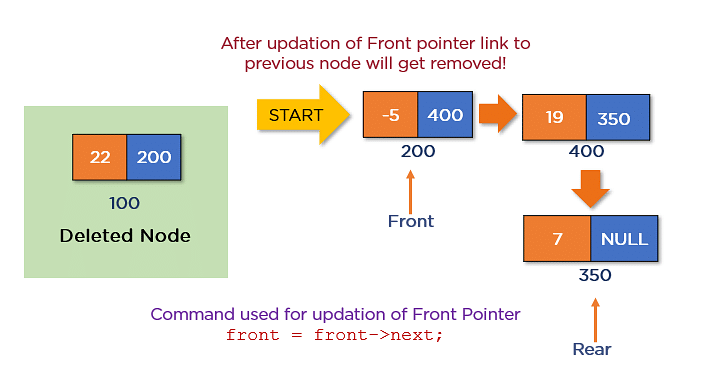 After updation of Front pointer link to
previous node will get removed!
START
-5 400
200
19 350
400
22 200
100
Deleted Node
Front
7 NULL
350
Command used for updation of Front Pointer
front = front->next;
Rear